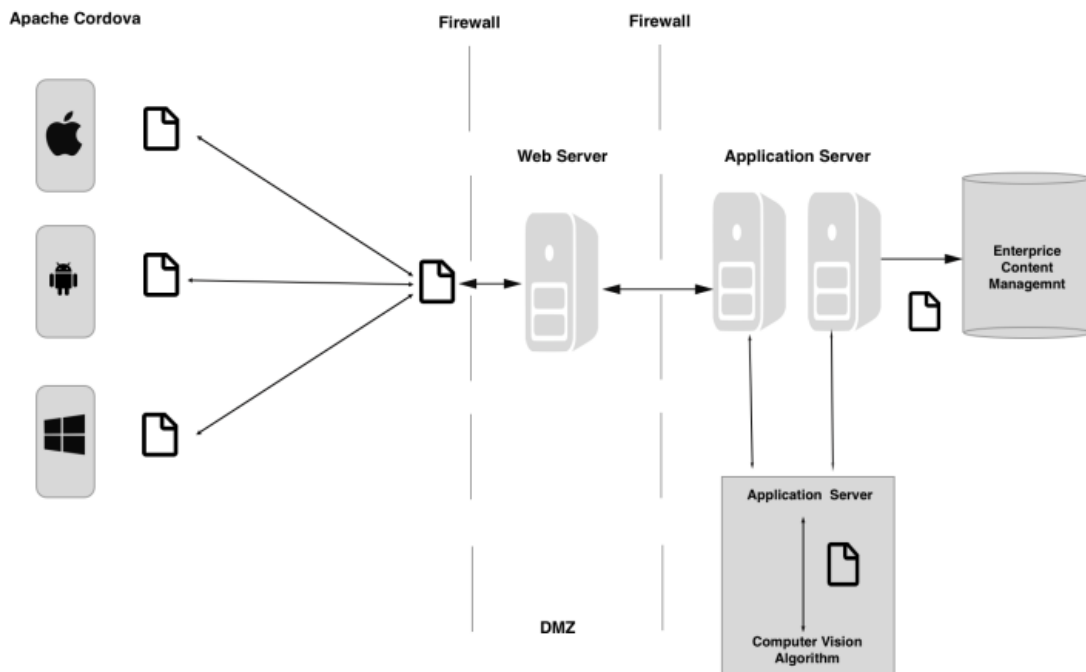 Apache Cordova
Firewall
Firewall
Web Server
Application Server
Enterprice
Content
Managemnt
Application Server
Computer Vision
Algorithm
DMZ